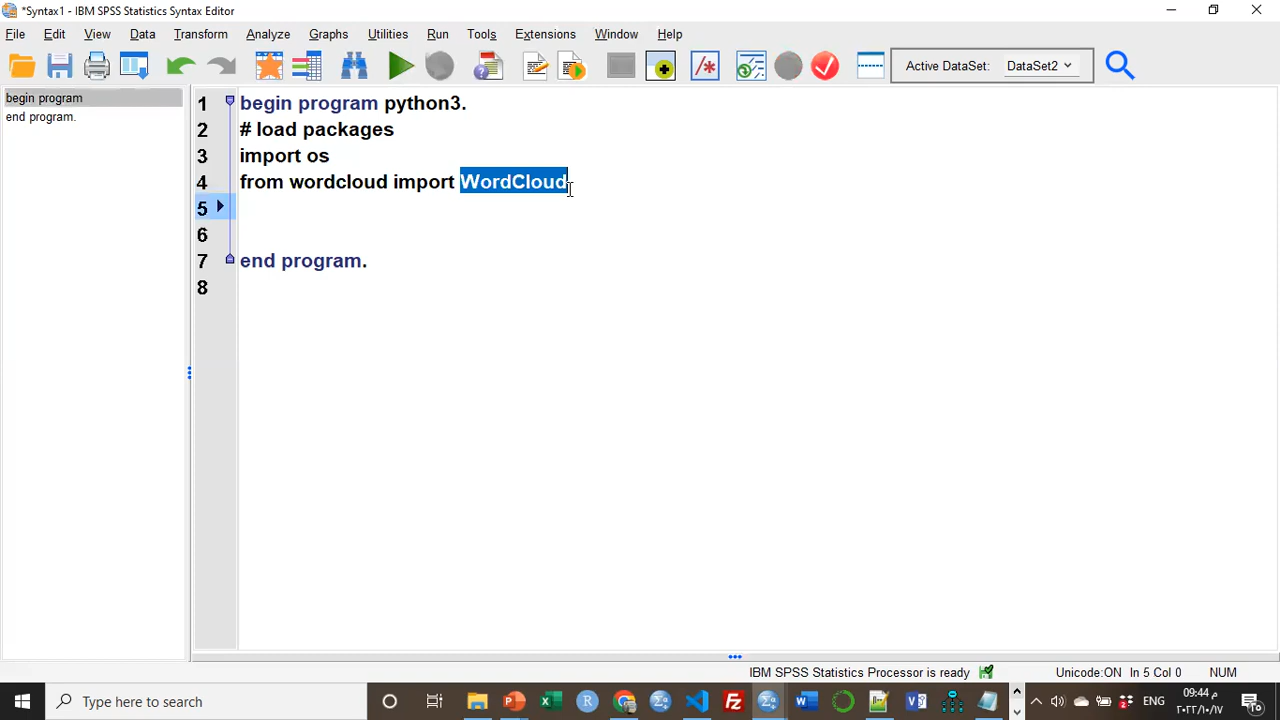 *Syntax1 - IBM SPSS Statistics Syntax Editor
File Edit View Data Transform Analyze Graphs Utilities Run Tools Extensions Window Help
Active DataSet: DataSet2
begin program
end program.
1 begin program python3.
2 # load packages
3 import os
4 from wordcloud import WordCloud
5
6
7 end program.
8
IBM SPSS Statistics Processor is ready Unicode:ON In 5 Col 0 NUM
Type here to search
ENG
09:44 م
٢٠٢٢/١٠/١٧